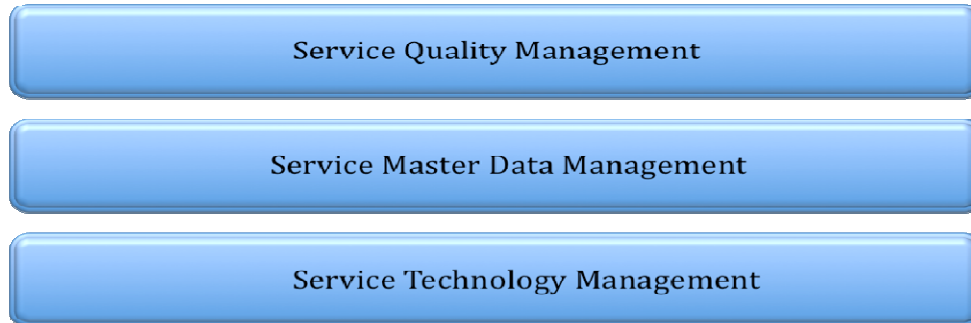 Service Quality Management
Service Master Data Management
Service Technology Management